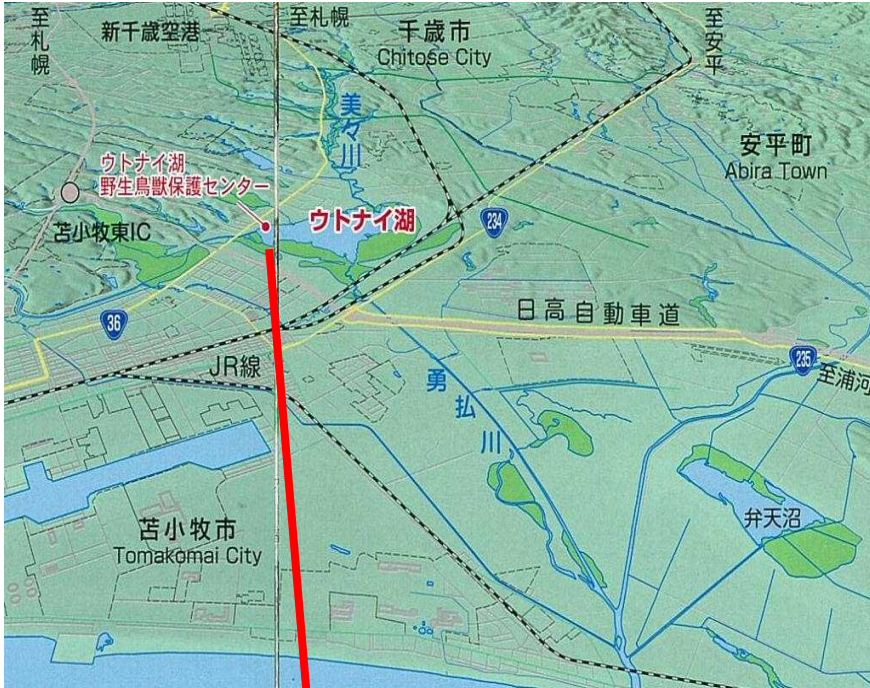 至札幌
新千歳空港
至札幌
千歳市
Chitose City
至安平
美々川
安平町
Abira Town
ウトナイ湖
野生鳥獣保護センター
ウトナイ湖
苫小牧東IC
234
日高自動車道
36
235
JR線
至浦河
勇払川
弁天沼
苫小牧市
Tomakomai City